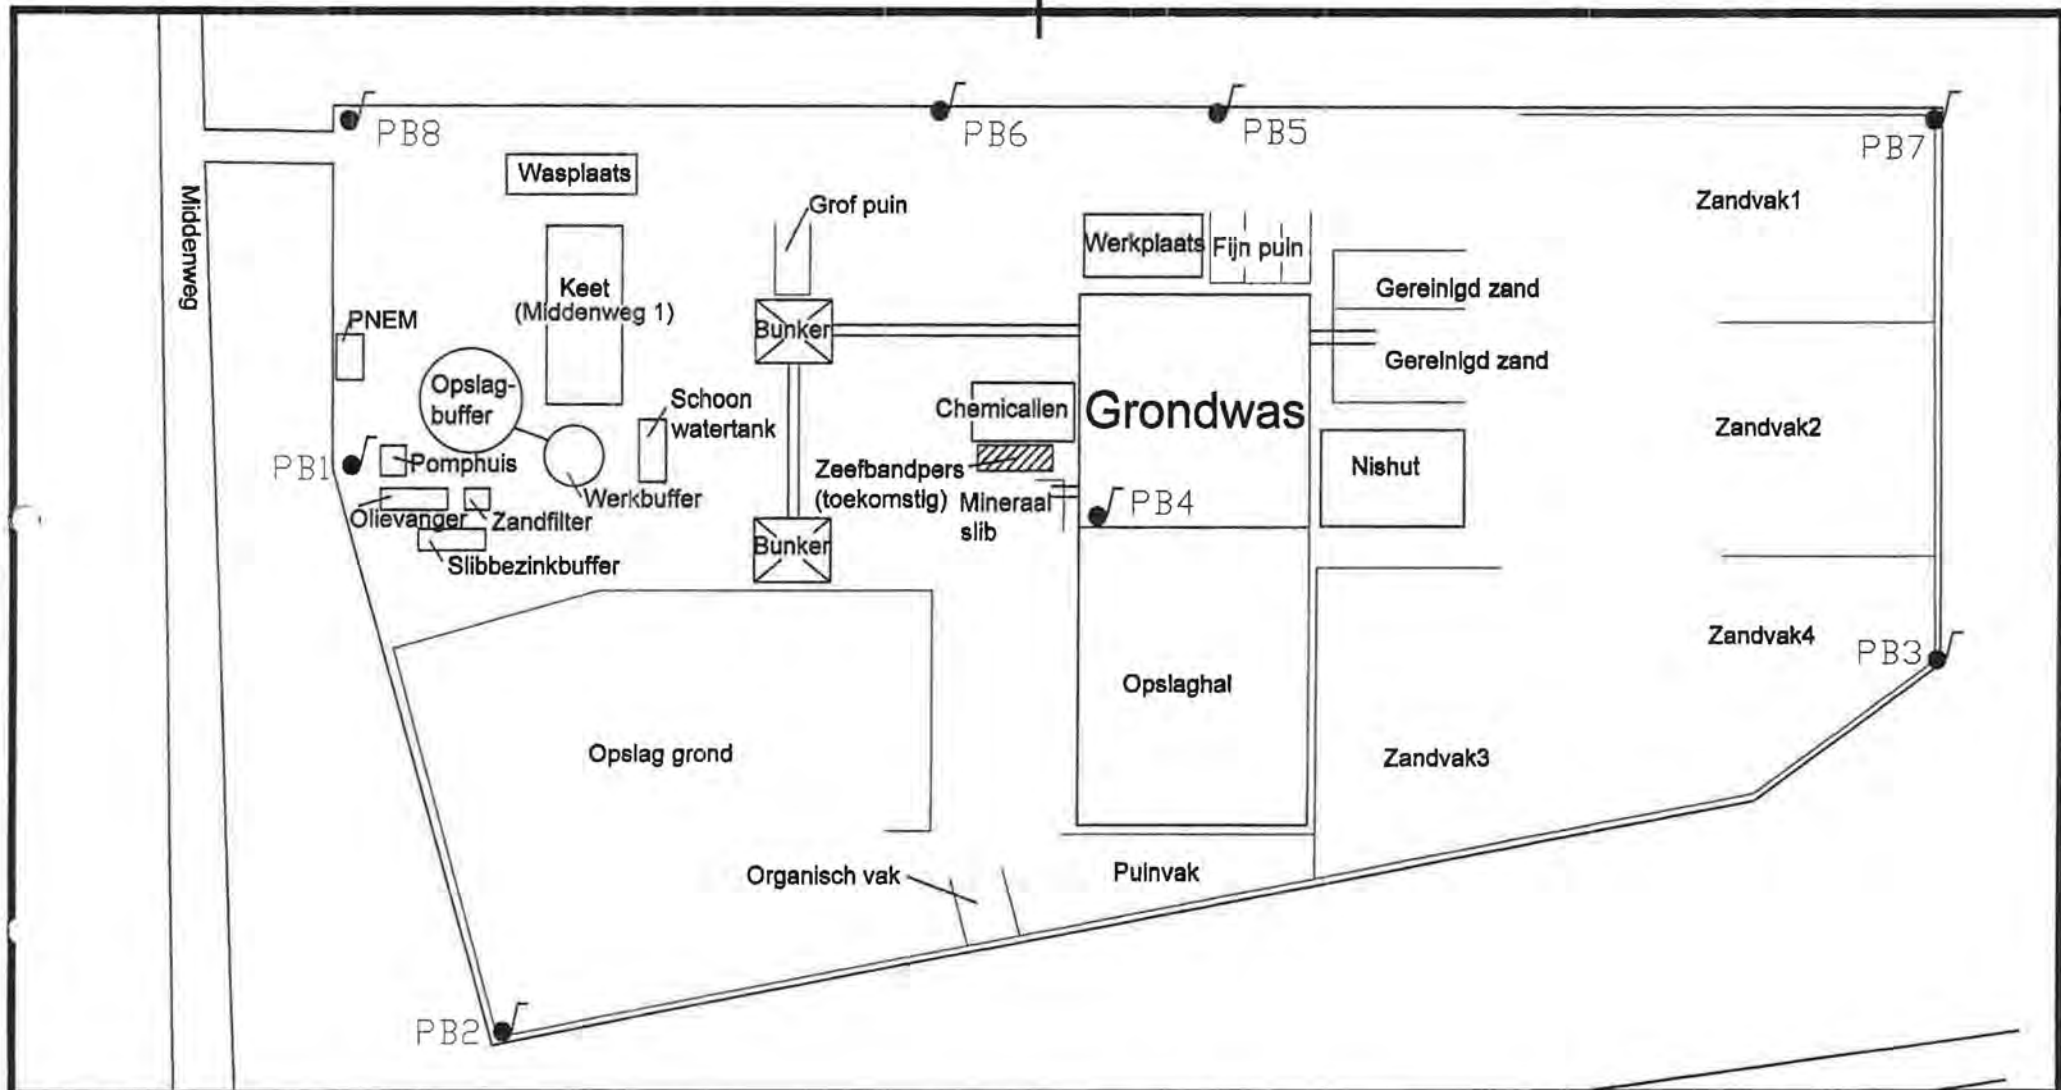 PB8
PB6
PB5
PB7
Wasplaats
Middenweg
Zandvak1
Grof puin
Werkplaats
Fijn puin
Keet
(Middenweg 1)
Gereinigd zand
PNEM
Bunker
Gereinigd zand
Opslag-
buffer
Schoon
watertank
Chemicalien
Grondwas
Zandvak2
PB1
Pomphuis
Zeefbandpers
(toekomstig)
Nishut
Werkbuffer
Mineraal
slib
PB4
Olievanger
Zandfilter
Bunker
Slibbezinkbuffer
Zandvak4
PB3
Opslaghal
Opslag grond
Zandvak3
Organisch vak
Puinvak
PB2